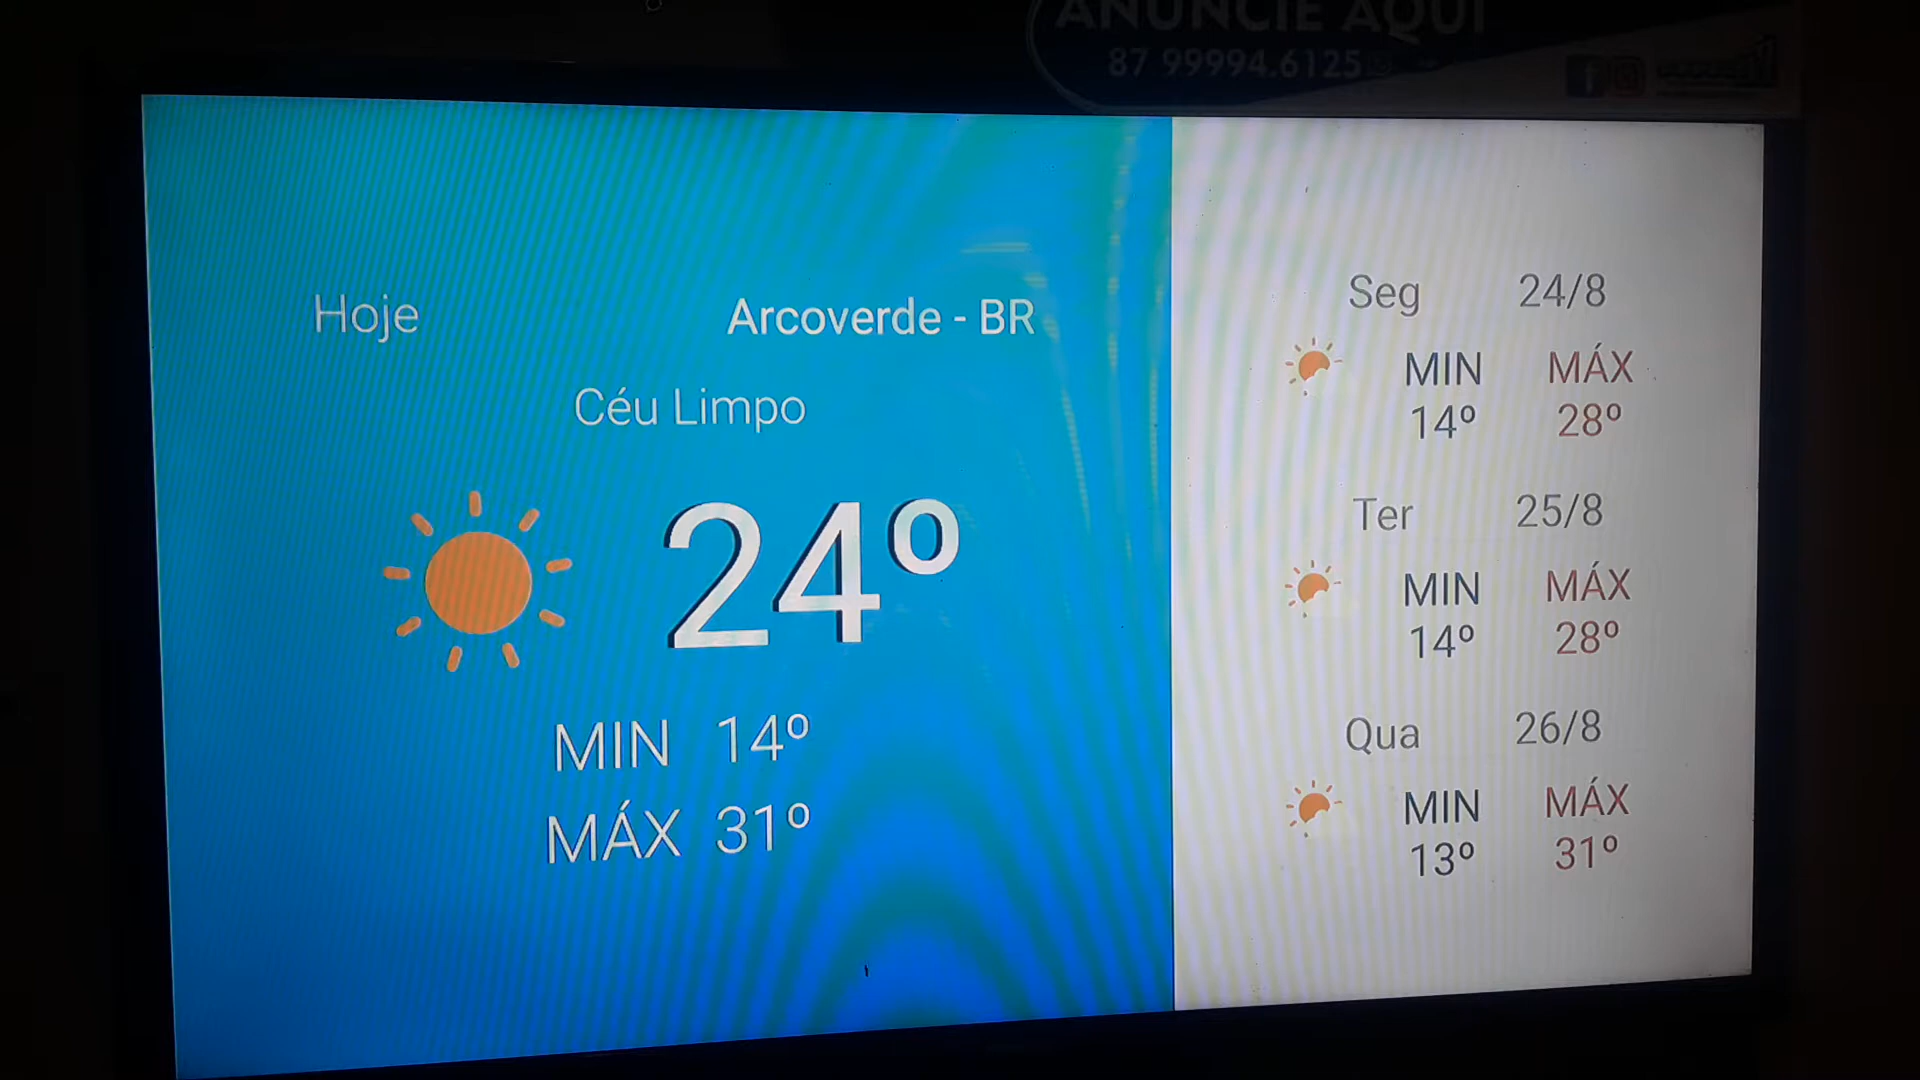 ANUNCIE AQUI
87 99994.6125
Hoje
Arcoverde - BR
Céu Limpo
24º
MIN 14º
MÁX 31º
Seg 24/8
MIN MÁX
14º 28º
Ter 25/8
MIN MÁX
14º 28º
Qua 26/8
MIN MÁX
13º 31º